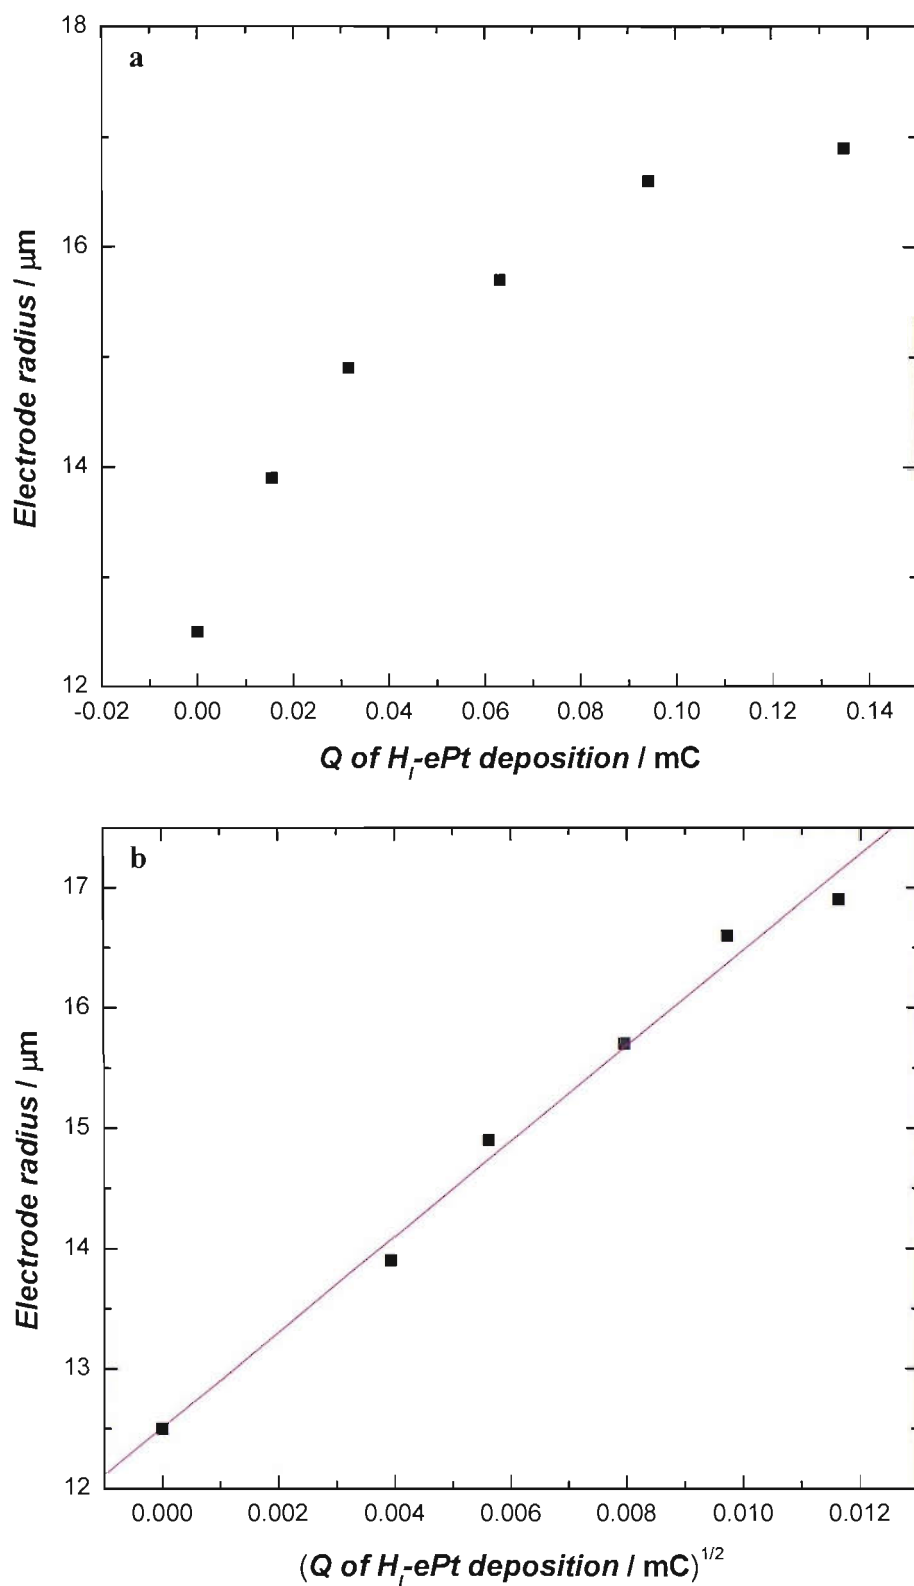 18
a
16
14
12
Electrode radius / μm
-0.02 0.00 0.02 0.04 0.06 0.08 0.10 0.12 0.14
Q of H_I-ePt deposition / mC
b
17
16
15
14
13
12
Electrode radius / μm
0.000 0.002 0.004 0.006 0.008 0.010 0.012
(Q of H_I-ePt deposition / mC)^1/2